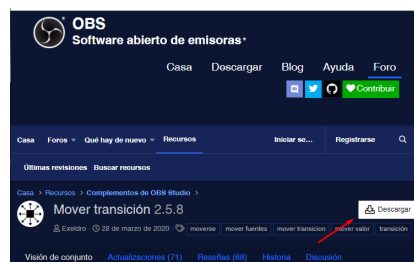 OBS
Software abierto de emisoras*
Casa Descargar Blog Ayuda Foro
Contribuir
Casa Foros Qué hay de nuevo Recursos Iniciar se... Registrarse
Últimas revisiones Buscar recursos
Casa > Recursos > Complementos de OBS Studio >
Mover transición 2.5.8
Descargar
Exeldro 28 de marzo de 2020 moverse mover fuentes mover transicion mover valor transición
Visión de conjunto Actualizaciones (71) Reseñas (68) Historia Discusión